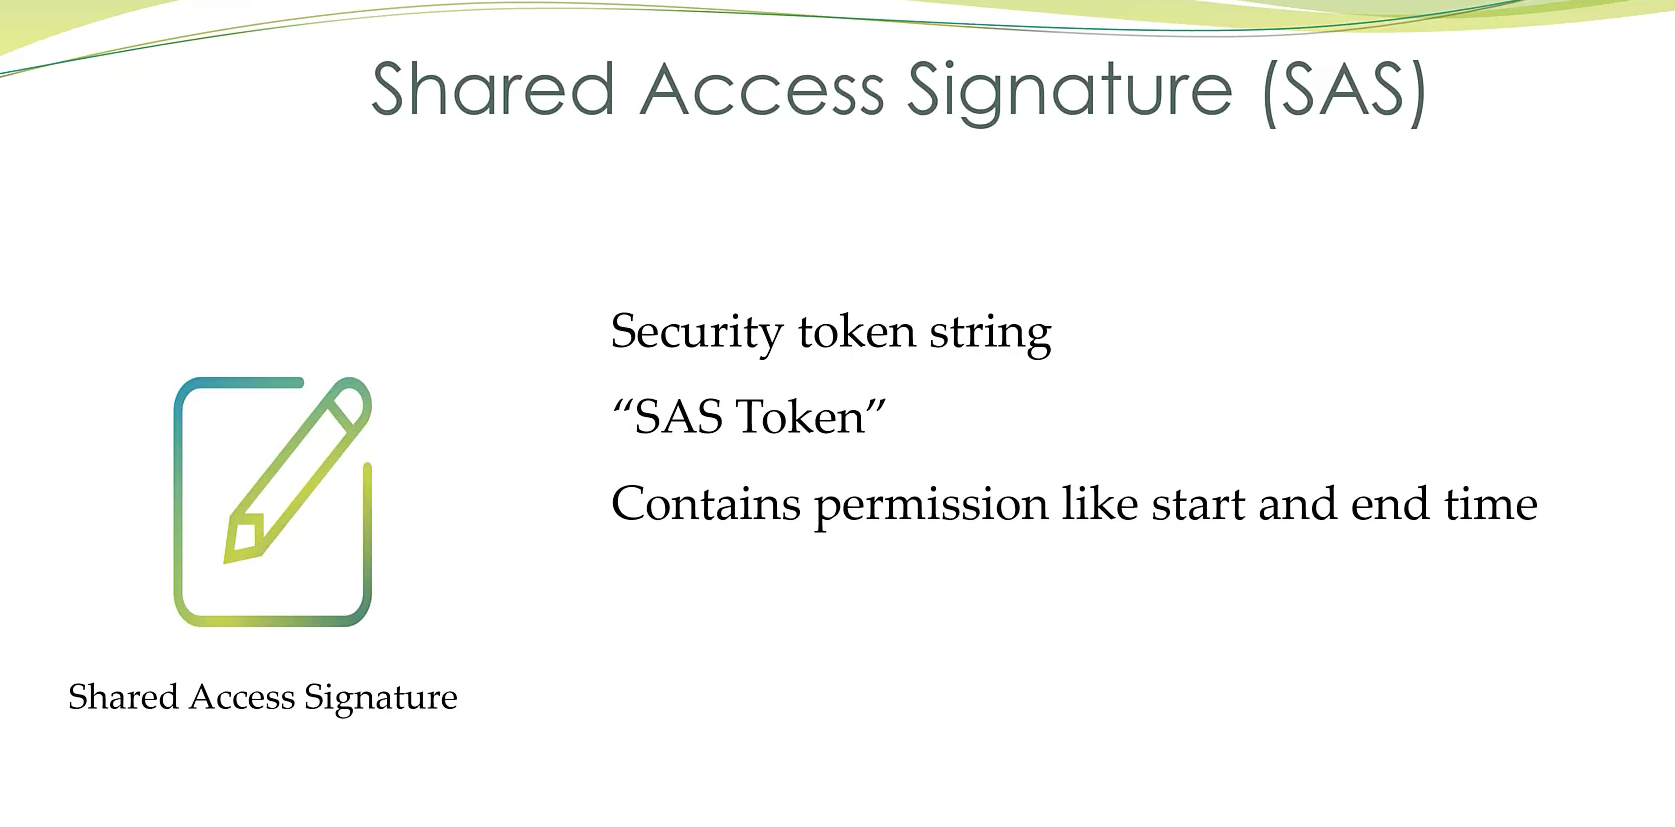 Shared Access Signature (SAS)
Security token string
“SAS Token”
Contains permission like start and end time
Shared Access Signature